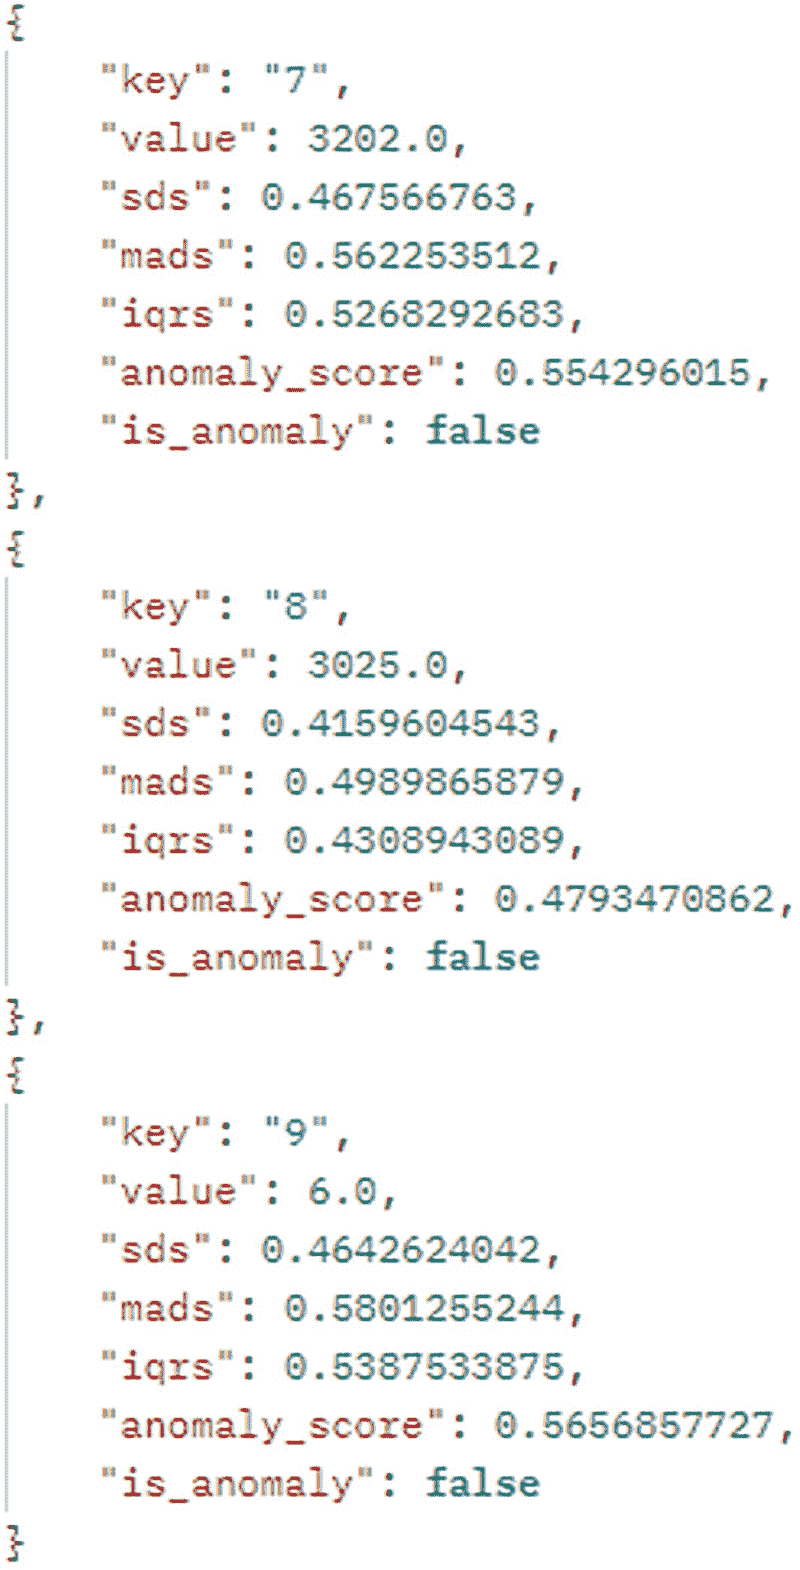 {
"key": "7",
"value": 3202.0,
"sds": 0.467566763,
"mads": 0.562253512,
"iqrs": 0.5268292683,
"anomaly_score": 0.554296015,
"is_anomaly": false
},
{
"key": "8",
"value": 3025.0,
"sds": 0.4159604543,
"mads": 0.4989865879,
"iqrs": 0.4308943089,
"anomaly_score": 0.4793470862,
"is_anomaly": false
},
{
"key": "9",
"value": 6.0,
"sds": 0.4642624042,
"mads": 0.5801255244,
"iqrs": 0.5387533875,
"anomaly_score": 0.5656857727,
"is_anomaly": false
}